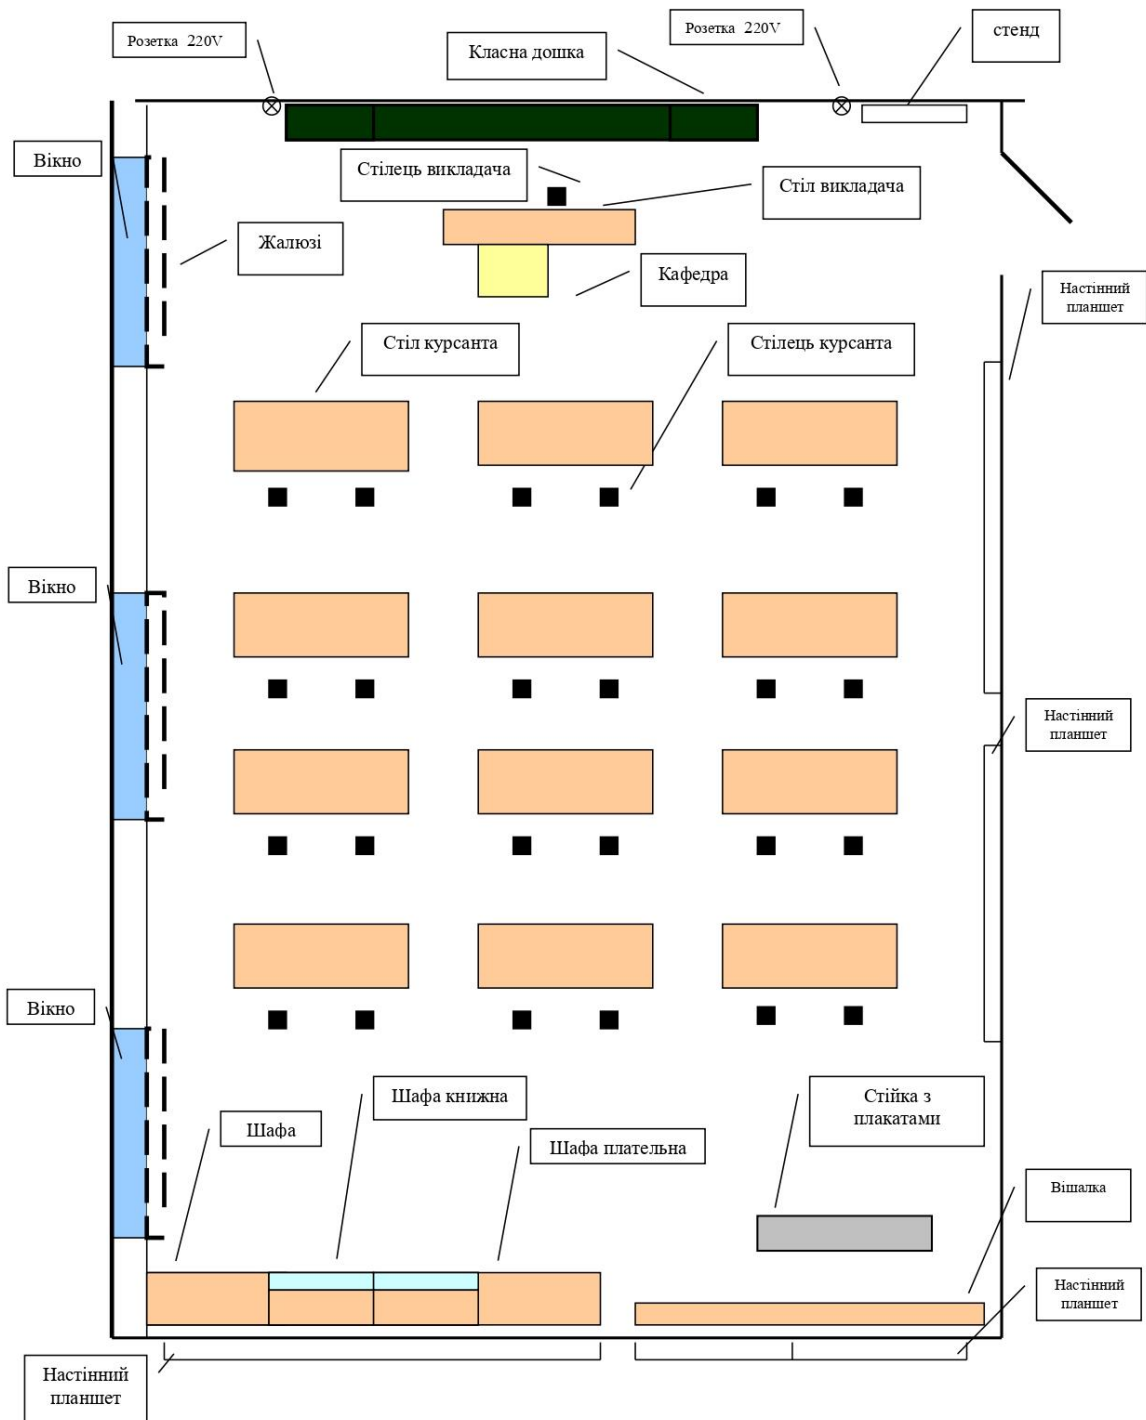 Розетка 220V
Класна дошка
Розетка 220V
стенд
Вікно
Стілець викладача
Стіл викладача
Жалюзі
Кафедра
Настінний
планшет
Стіл курсанта
Стілець курсанта
Вікно
Настінний
планшет
Вікно
Шафа
Шафа книжна
Шафа плательна
Стійка з
плакатами
Вішалка
Настінний
планшет
Настінний
планшет